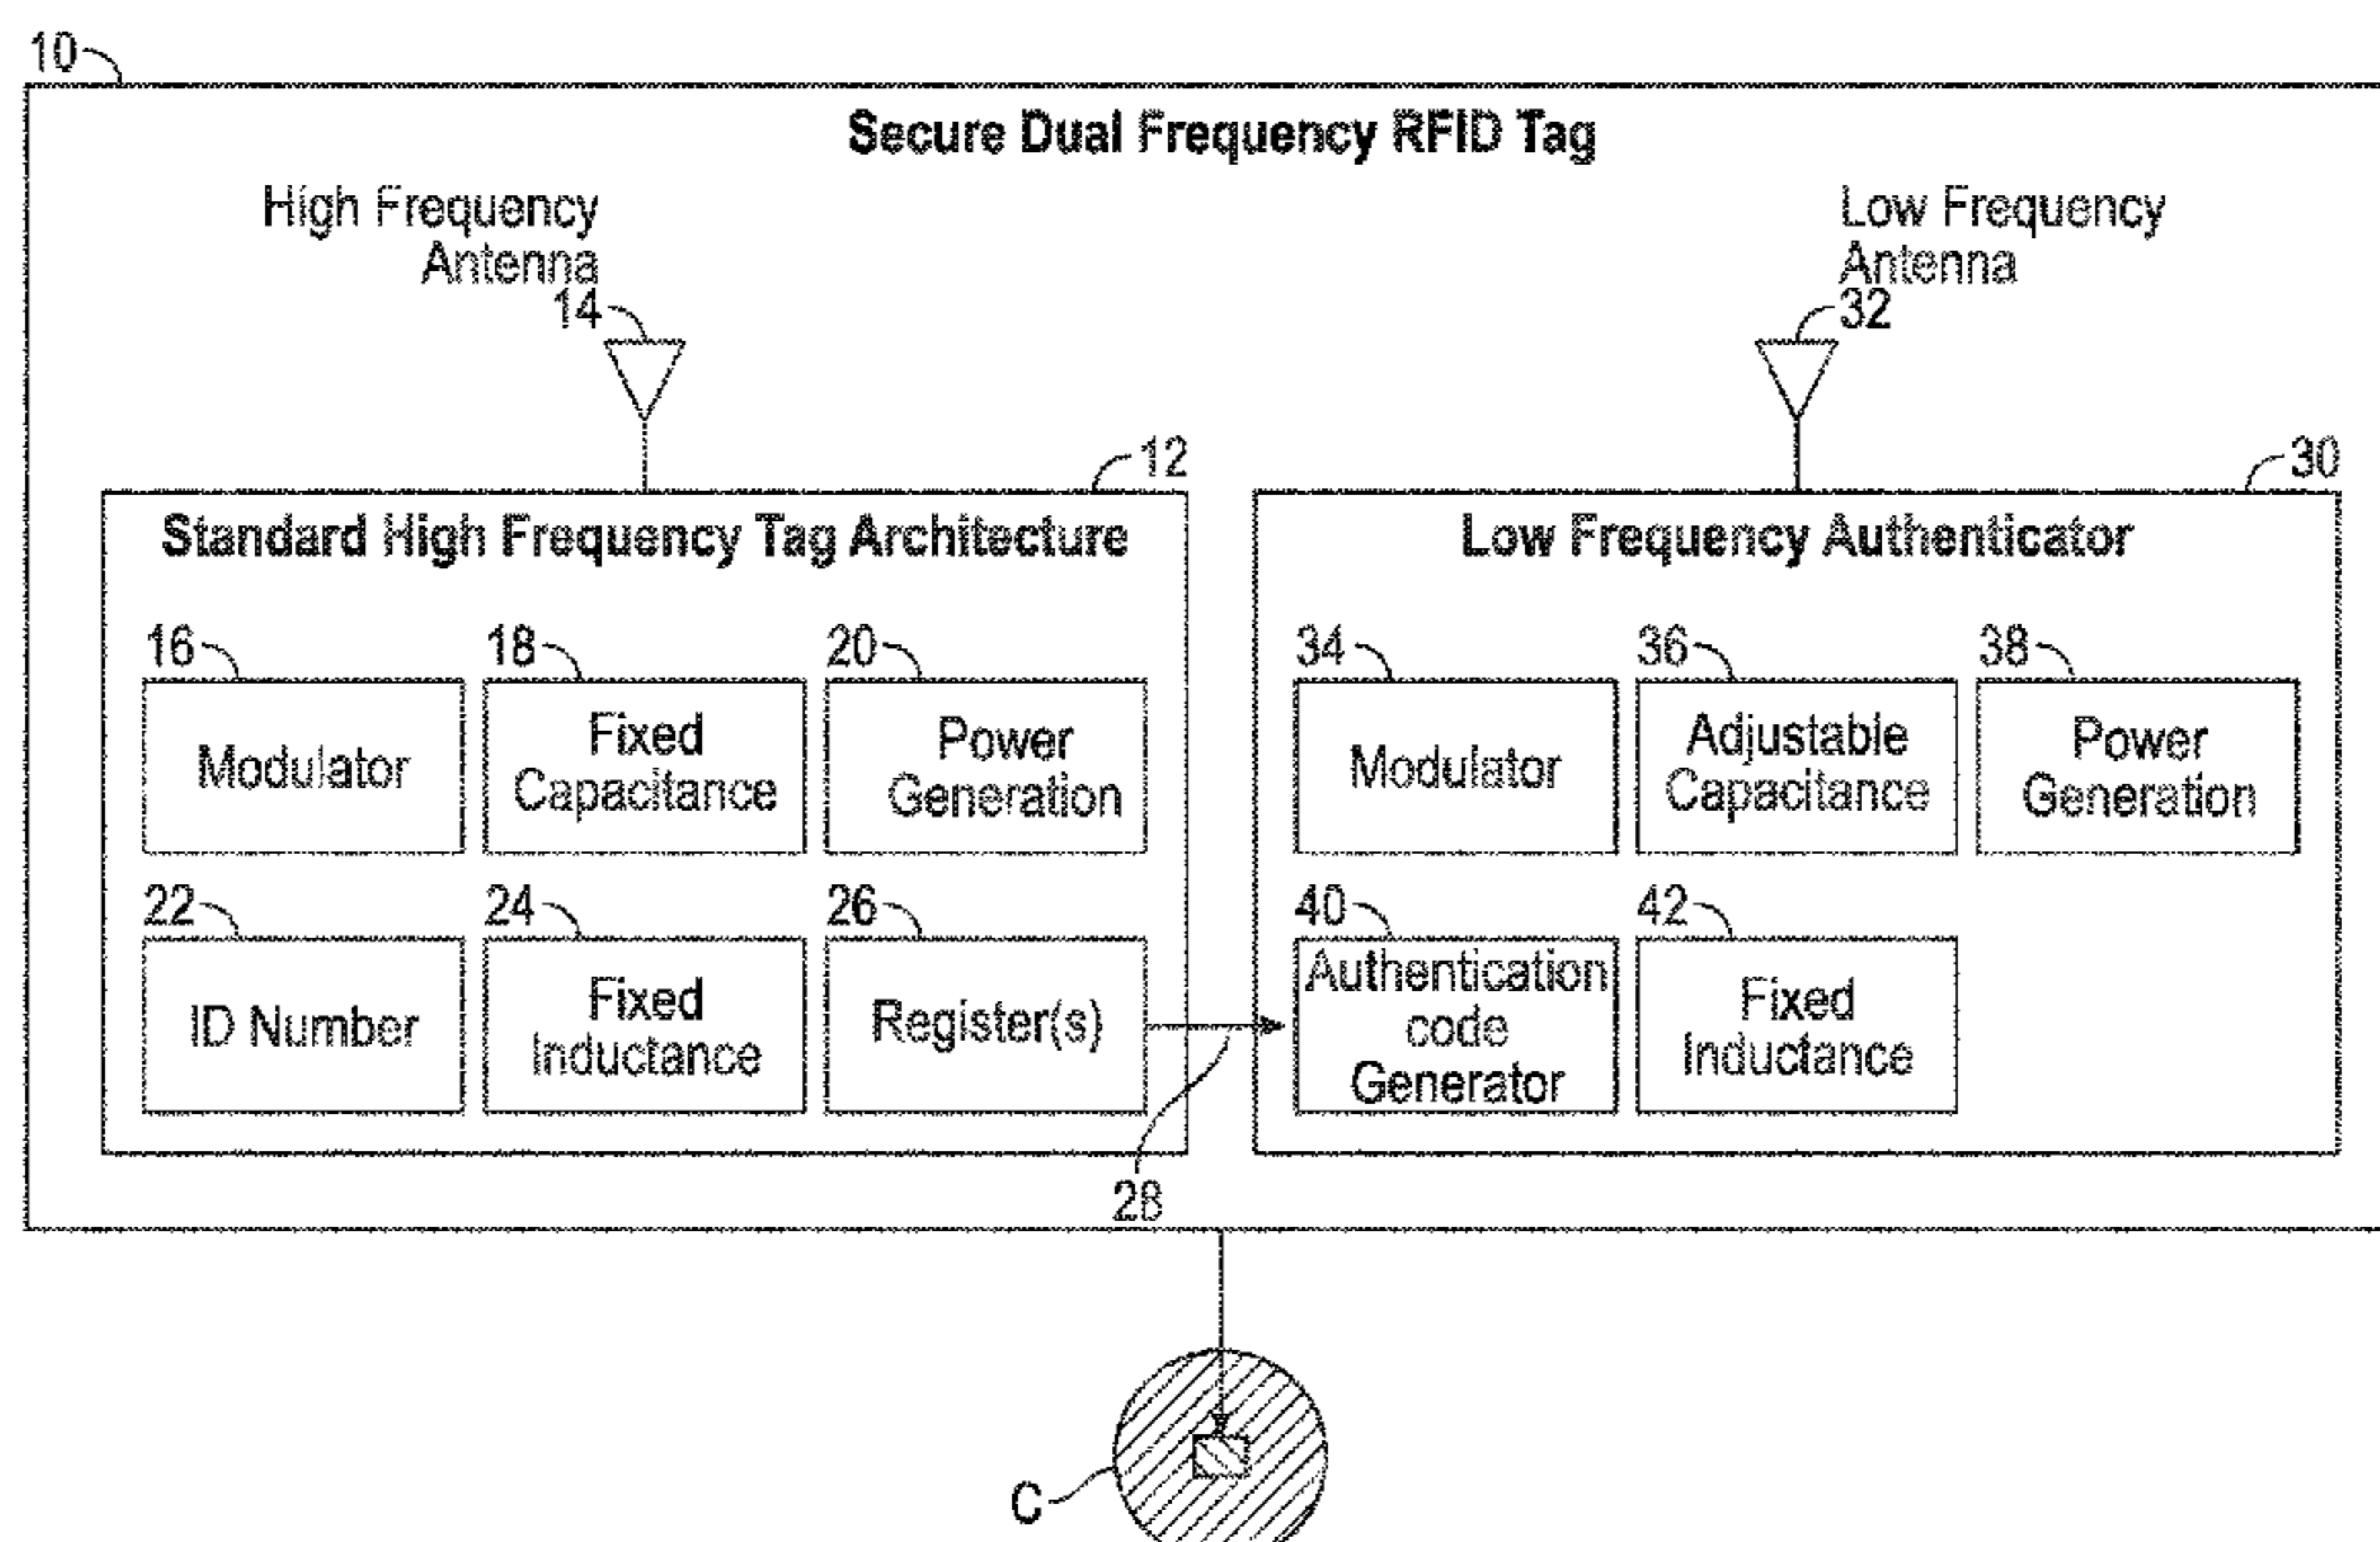 10
Secure Dual Frequency RFID Tag
High Frequency
Antenna
14
Low Frequency
Antenna
32
12
Standard High Frequency Tag Architecture
16
Modulator
18
Fixed
Capacitance
20
Power
Generation
22
ID Number
24
Fixed
Inductance
26
Register(s)
28
30
Low Frequency Authenticator
34
Modulator
36
Adjustable
Capacitance
38
Power
Generation
40
Authentication
code
Generator
42
Fixed
Inductance
C